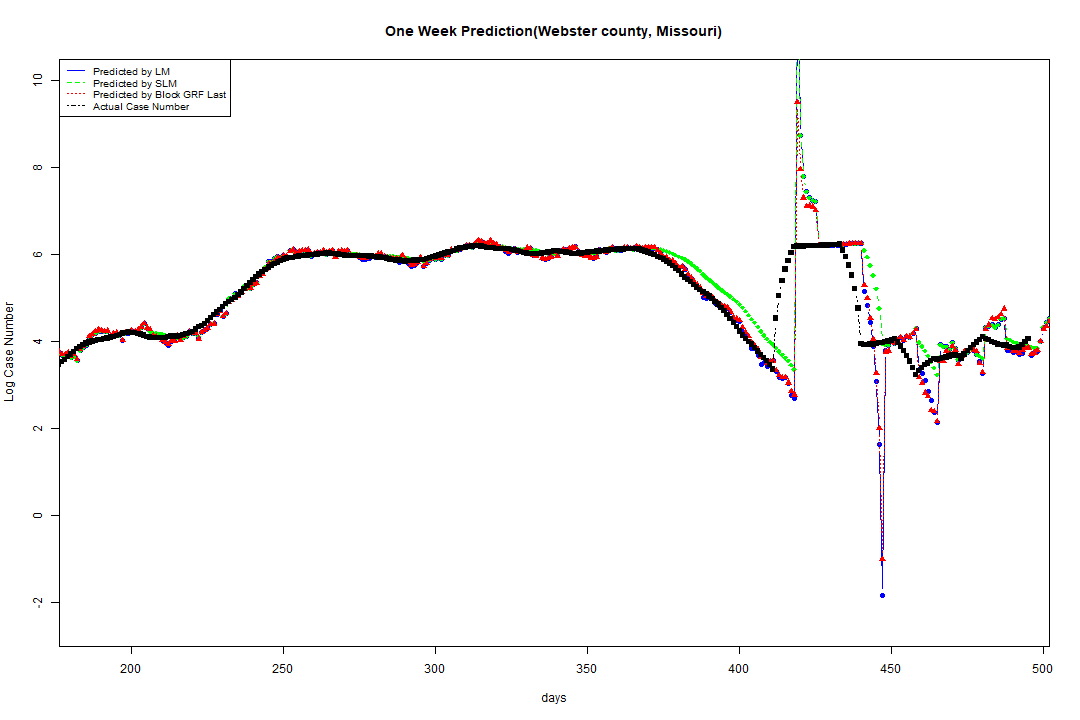 One Week Prediction(Webster county, Missouri)
Predicted by LM
Predicted by SLM
Predicted by Block GRF Last
Actual Case Number
10
8
6
4
2
0
-2
Log Case Number
200 250 300 350 400 450 500
days